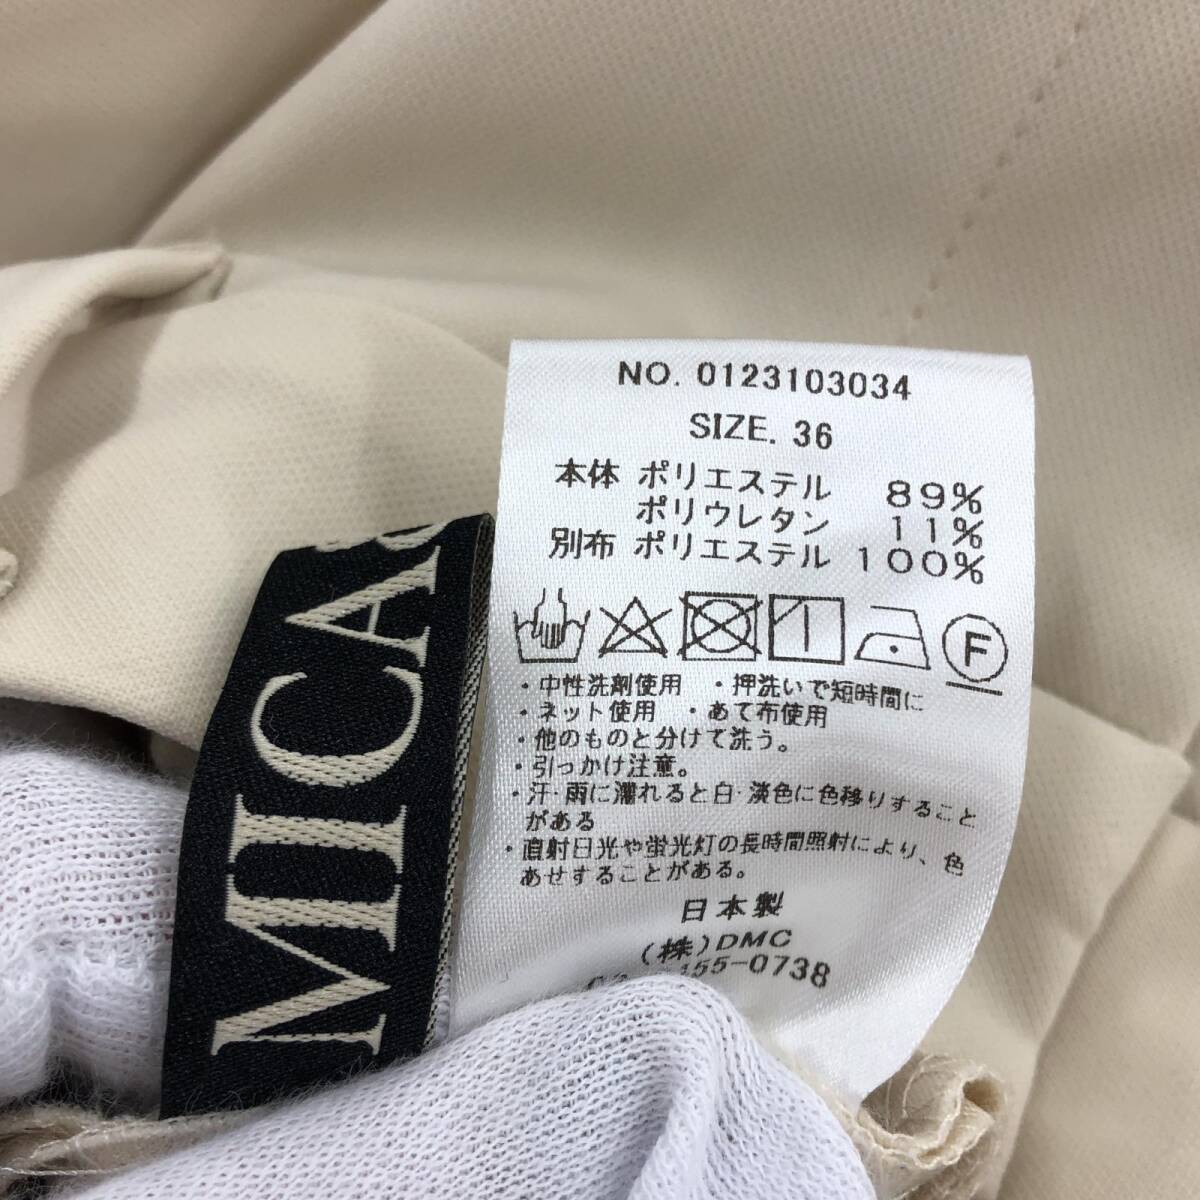 NO. 0123103034
SIZE. 36
本体 ポリエステル 89%
ポリウレタン 11%
別布 ポリエステル 100%
F
・中性洗剤使用 ・押洗いで短時間に
・ネット使用 ・あて布使用
・他のものと分けて洗う。
・引っかけ注意。
・汗・雨に濡れると白・淡色に色移りすること
がある
・直射日光や蛍光灯の長時間照射により、色
あせすることがある。
日本製
(株)DMC
155-0738
MICA&